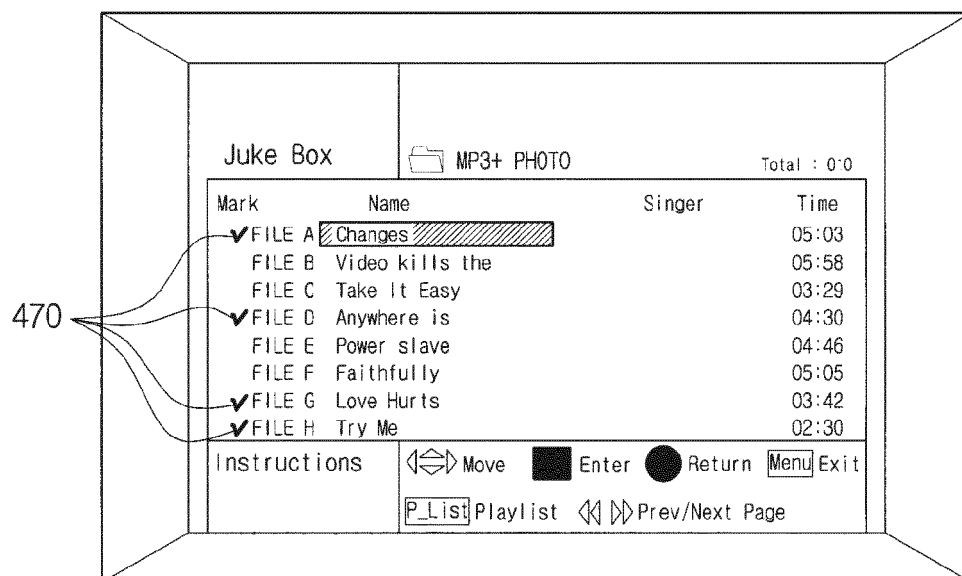 Juke Box
MP3+ PHOTO
Total : 0:0
Mark Name Singer Time
✔FILE A Changes 05:03
FILE B Video kills the 05:58
FILE C Take It Easy 03:29
✔FILE D Anywhere is 04:30
FILE E Power slave 04:46
FILE F Faithfully 05:05
✔FILE G Love Hurts 03:42
✔FILE H Try Me 02:30
470
Instructions
Move Enter Return Menu Exit
P_List Playlist Prev/Next Page